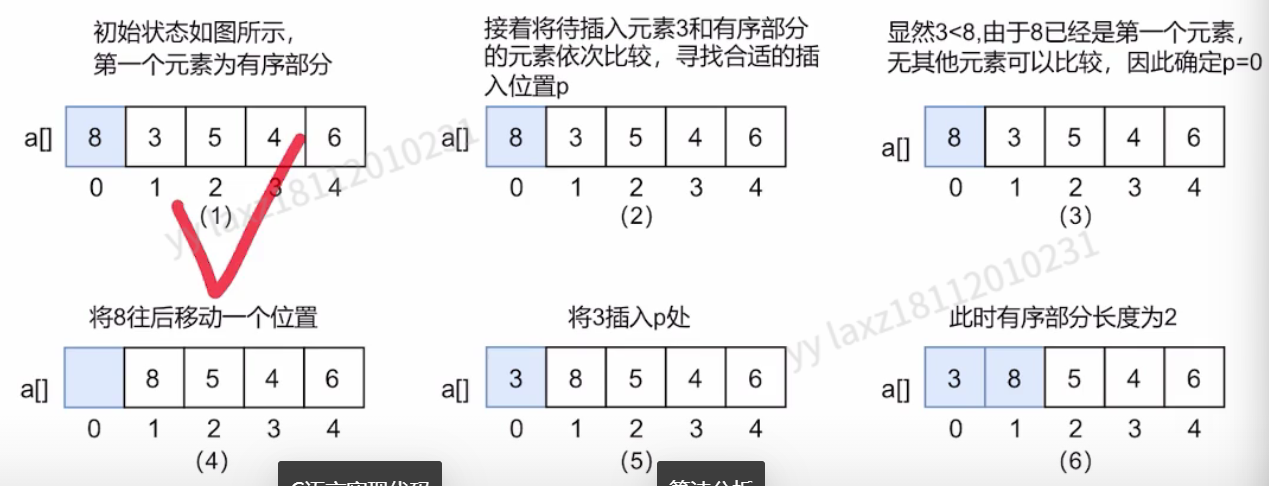 初始状态如图所示，
第一个元素为有序部分
a[] 8 3 5 4 6
0 1 2 3 4
(1)
接着将待插入元素3和有序部分
的元素依次比较，寻找合适的插
入位置p
a[] 8 3 5 4 6
0 1 2 3 4
(2)
显然3<8,由于8已经是第一个元素，
无其他元素可以比较，因此确定p=0
a[] 8 3 5 4 6
0 1 2 3 4
(3)
将8往后移动一个位置
a[] 8 5 4 6
0 1 2 3 4
(4)
将3插入p处
a[] 3 8 5 4 6
0 1 2 3 4
(5)
此时有序部分长度为2
a[] 3 8 5 4 6
0 1 2 3 4
(6)
yy laxz18112010231
yy laxz18112010231
C语言实现代码
算法分析